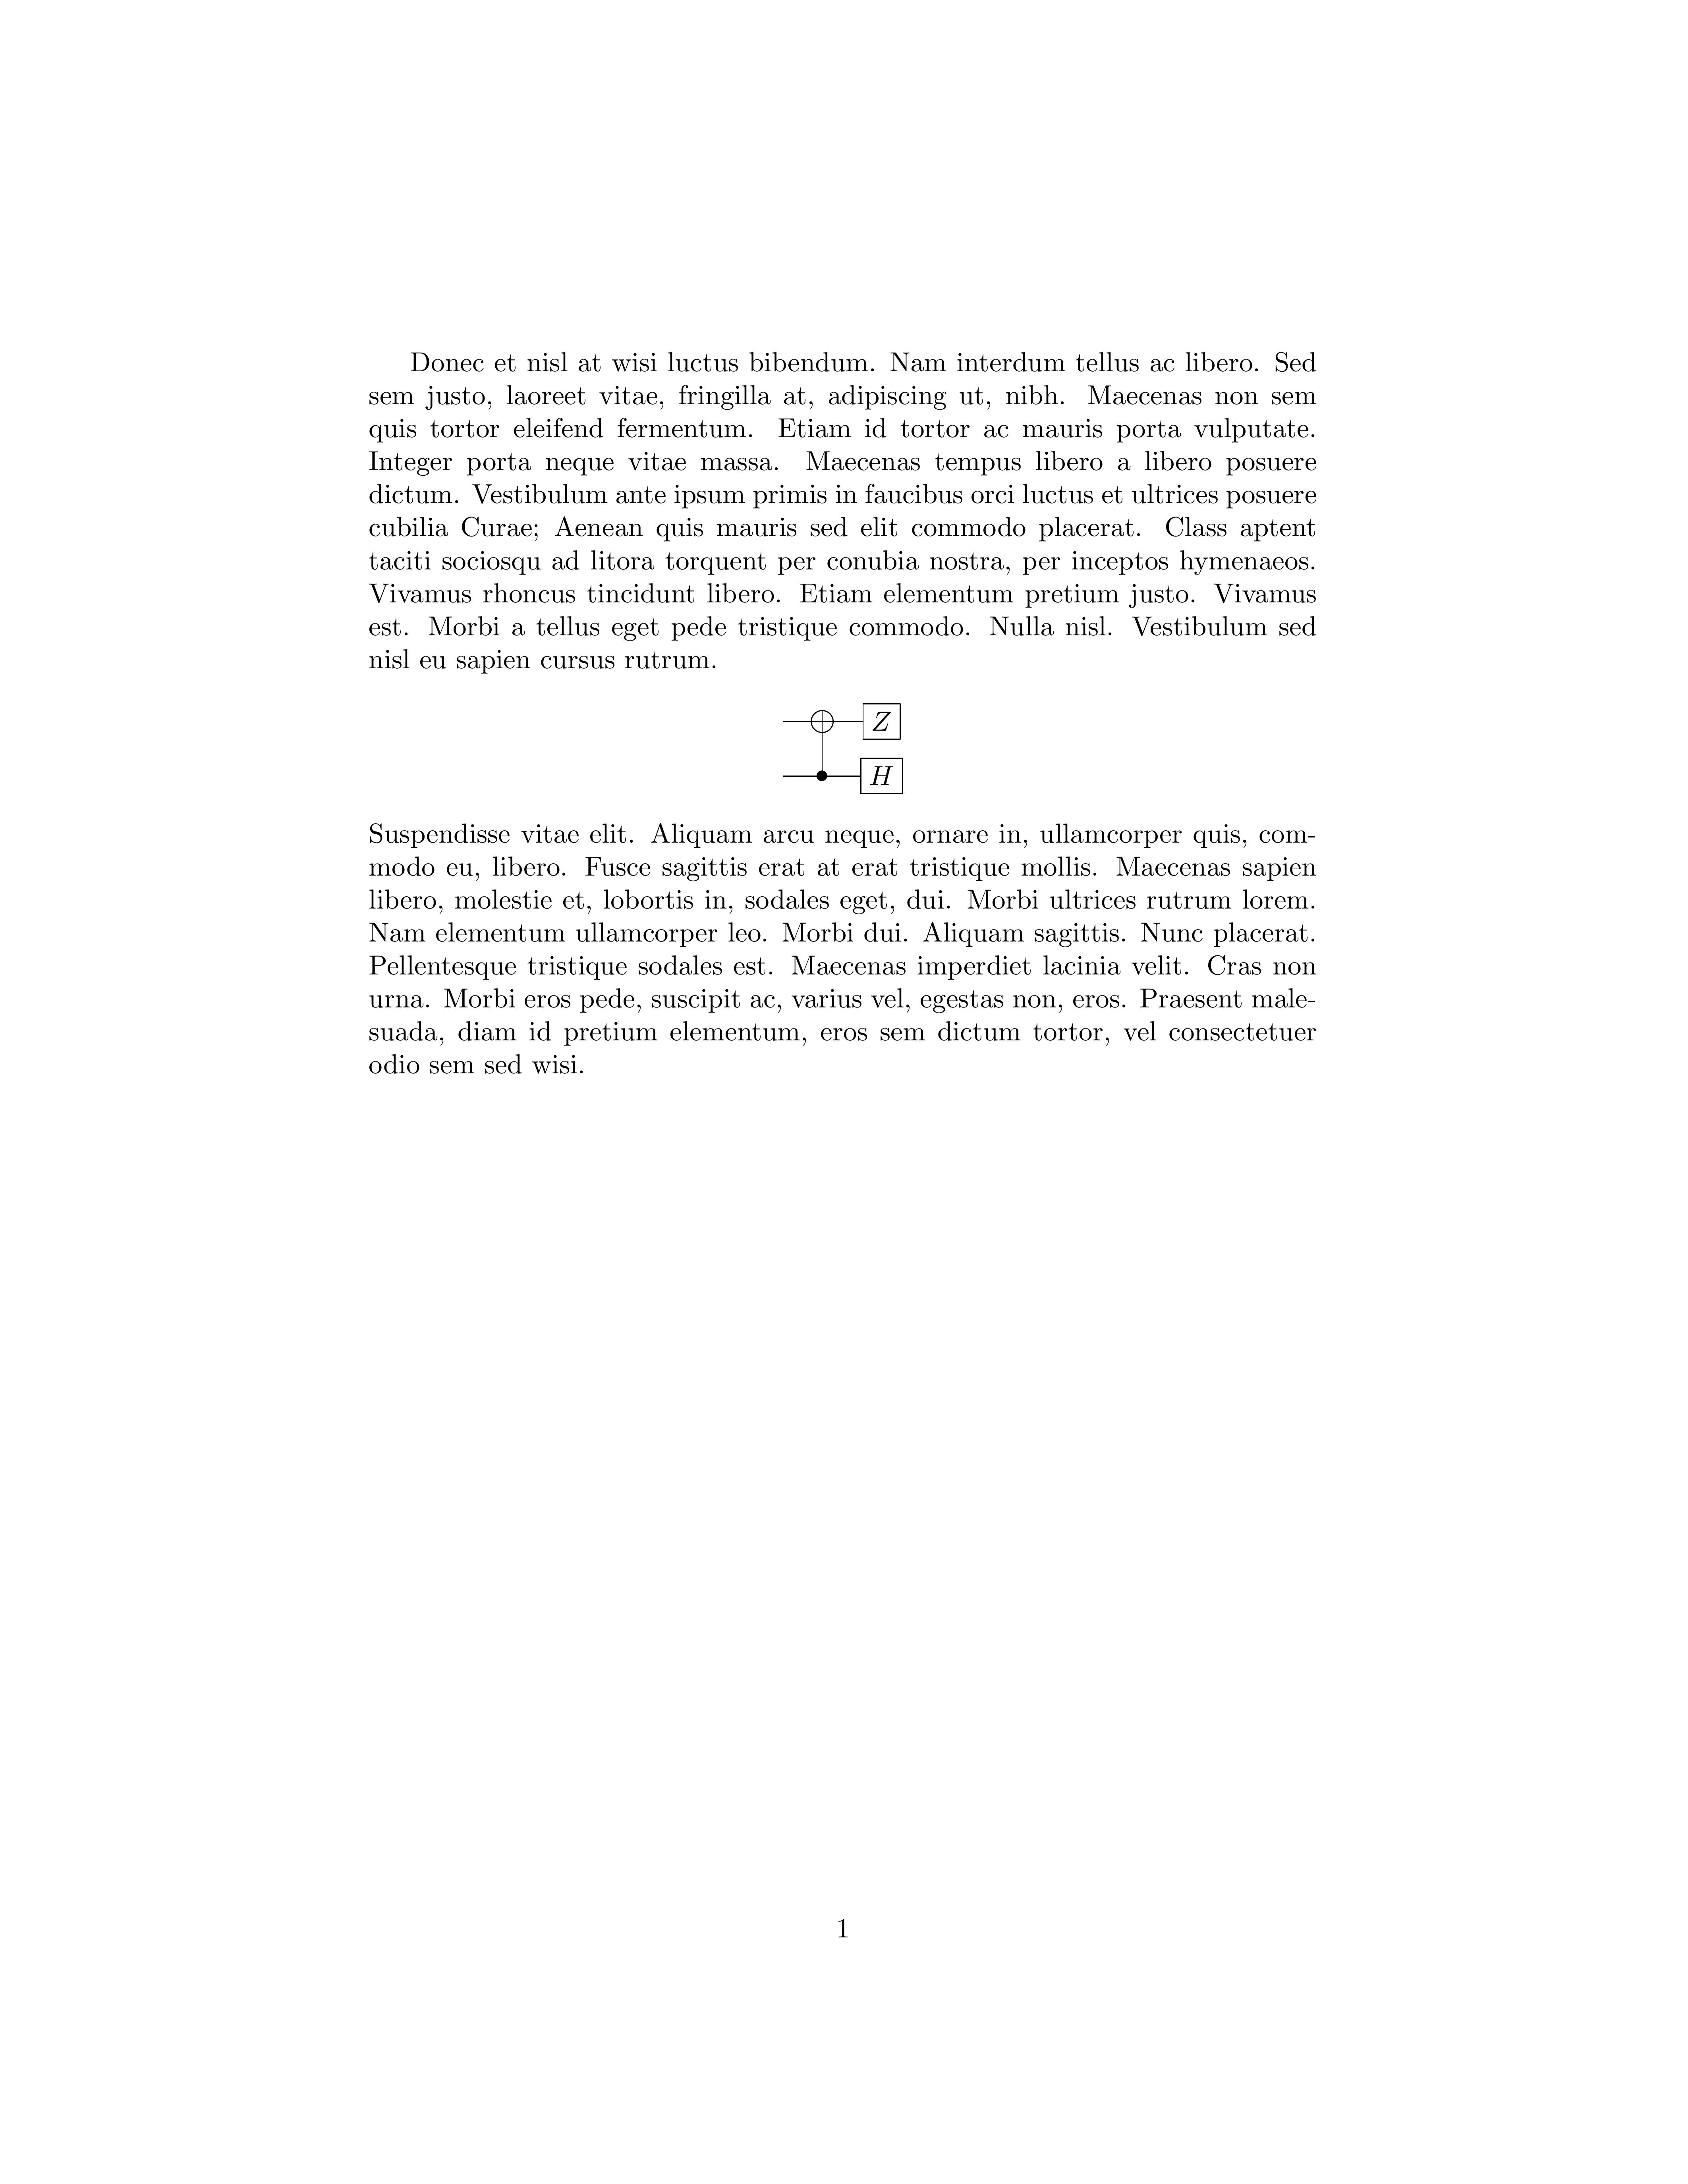 Donec et nisl at wisi luctus bibendum. Nam interdum tellus ac libero. Sed
sem justo, laoreet vitae, fringilla at, adipiscing ut, nibh. Maecenas non sem
quis tortor eleifend fermentum. Etiam id tortor ac mauris porta vulputate.
Integer porta neque vitae massa. Maecenas tempus libero a libero posuere
dictum. Vestibulum ante ipsum primis in faucibus orci luctus et ultrices posuere
cubilia Curae; Aenean quis mauris sed elit commodo placerat. Class aptent
taciti sociosqu ad litora torquent per conubia nostra, per inceptos hymenaeos.
Vivamus rhoncus tincidunt libero. Etiam elementum pretium justo. Vivamus
est. Morbi a tellus eget pede tristique commodo. Nulla nisl. Vestibulum sed
nisl eu sapien cursus rutrum.
Z
H
Suspendisse vitae elit. Aliquam arcu neque, ornare in, ullamcorper quis, com-
modo eu, libero. Fusce sagittis erat at erat tristique mollis. Maecenas sapien
libero, molestie et, lobortis in, sodales eget, dui. Morbi ultrices rutrum lorem.
Nam elementum ullamcorper leo. Morbi dui. Aliquam sagittis. Nunc placerat.
Pellentesque tristique sodales est. Maecenas imperdiet lacinia velit. Cras non
urna. Morbi eros pede, suscipit ac, varius vel, egestas non, eros. Praesent male-
suada, diam id pretium elementum, eros sem dictum tortor, vel consectetuer
odio sem sed wisi.
1